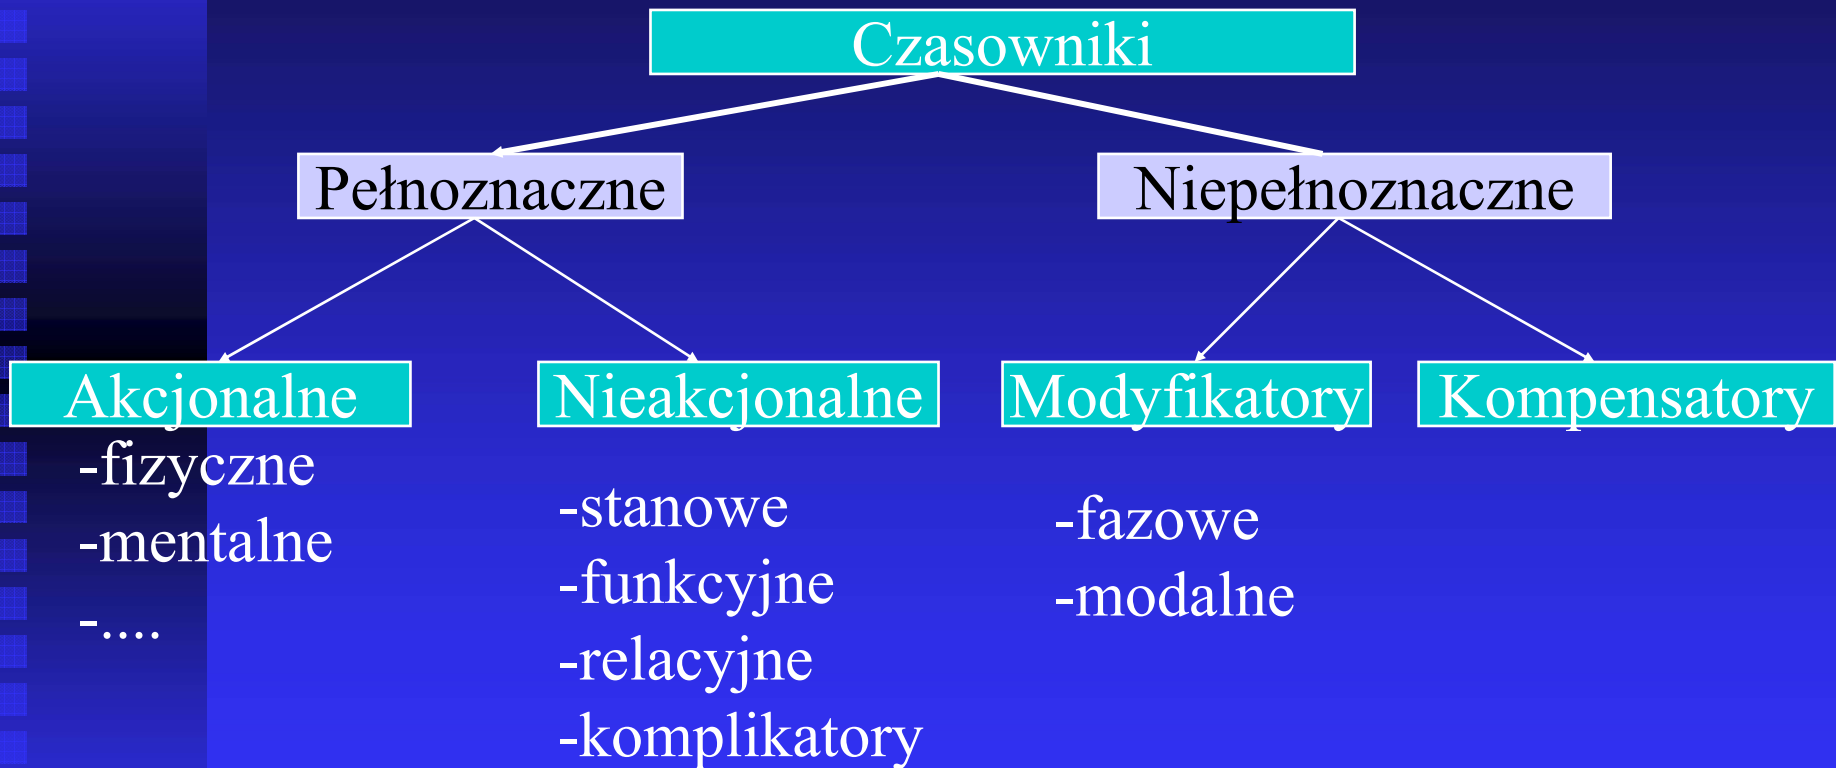 Czasowniki
Pełnoznaczne
Niepełnoznaczne
Akcjonalne
-fizyczne
-mentalne
-....
Nieakcjonalne
-stanowe
-funkcyjne
-relacyjne
-komplikatory
Modyfikatory
-fazowe
-modalne
Kompensatory